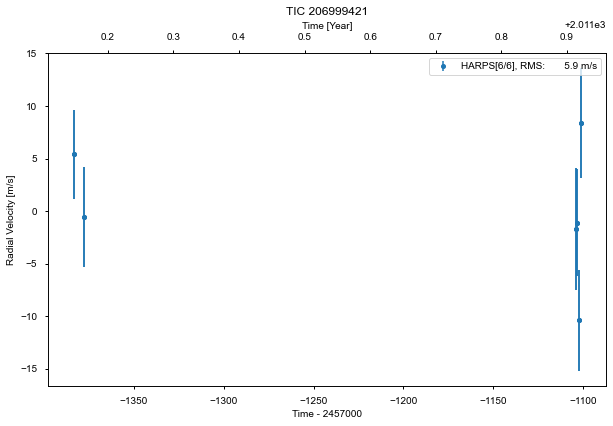 TIC 206999421
Time [Year]
+2.011e3
0.2 0.3 0.4 0.5 0.6 0.7 0.8 0.9
HARPS[6/6], RMS: 5.9 m/s
15
10
5
0
−5
−10
−15
Radial Velocity [m/s]
−1350 −1300 −1250 −1200 −1150 −1100
Time - 2457000